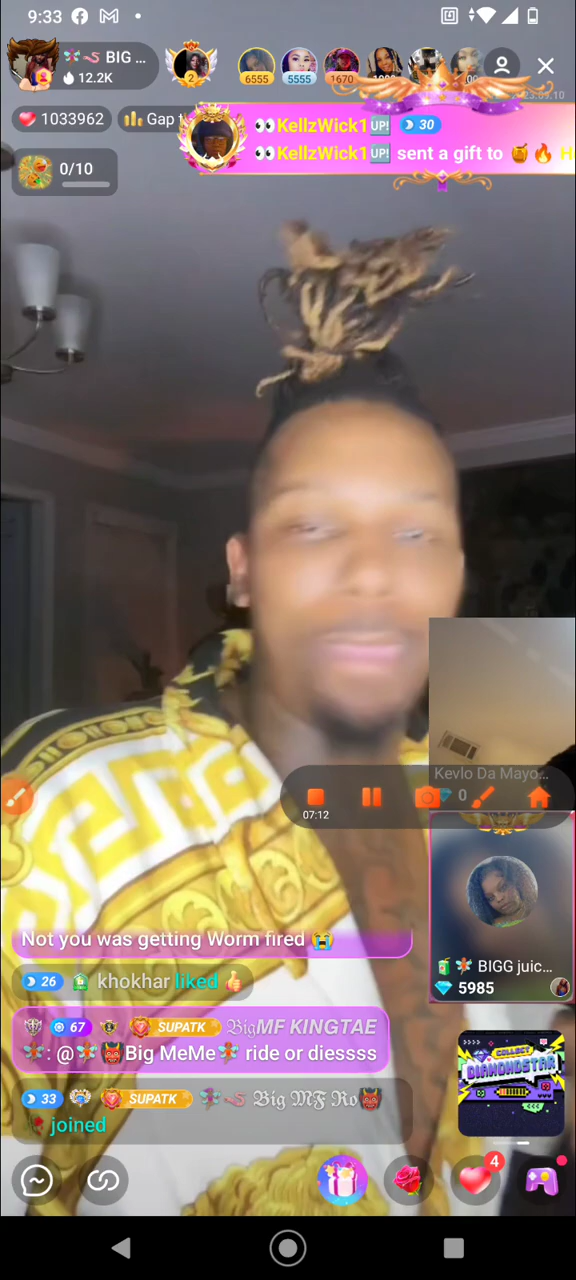 9:33
BIG ...
12.2K
2
6555
5555
1670
1033962
Gap t
👀KellzWick1🆙! 30
👀KellzWick1🆙! sent a gift to 🍯🔥 H
0/10
Kevlo Da Mayo...
0
07:12
Not you was getting Worm fired 😭
BIGG juic...
5985
26 khokhar liked 👍
67 SUPATK BigMF KINGTAE
🧚: @🧚👹Big MeMe🧚 ride or diessss
33 SUPATK Big MF Ro👹
🌹 joined
COLLECT
DIAMONDSTAR
4